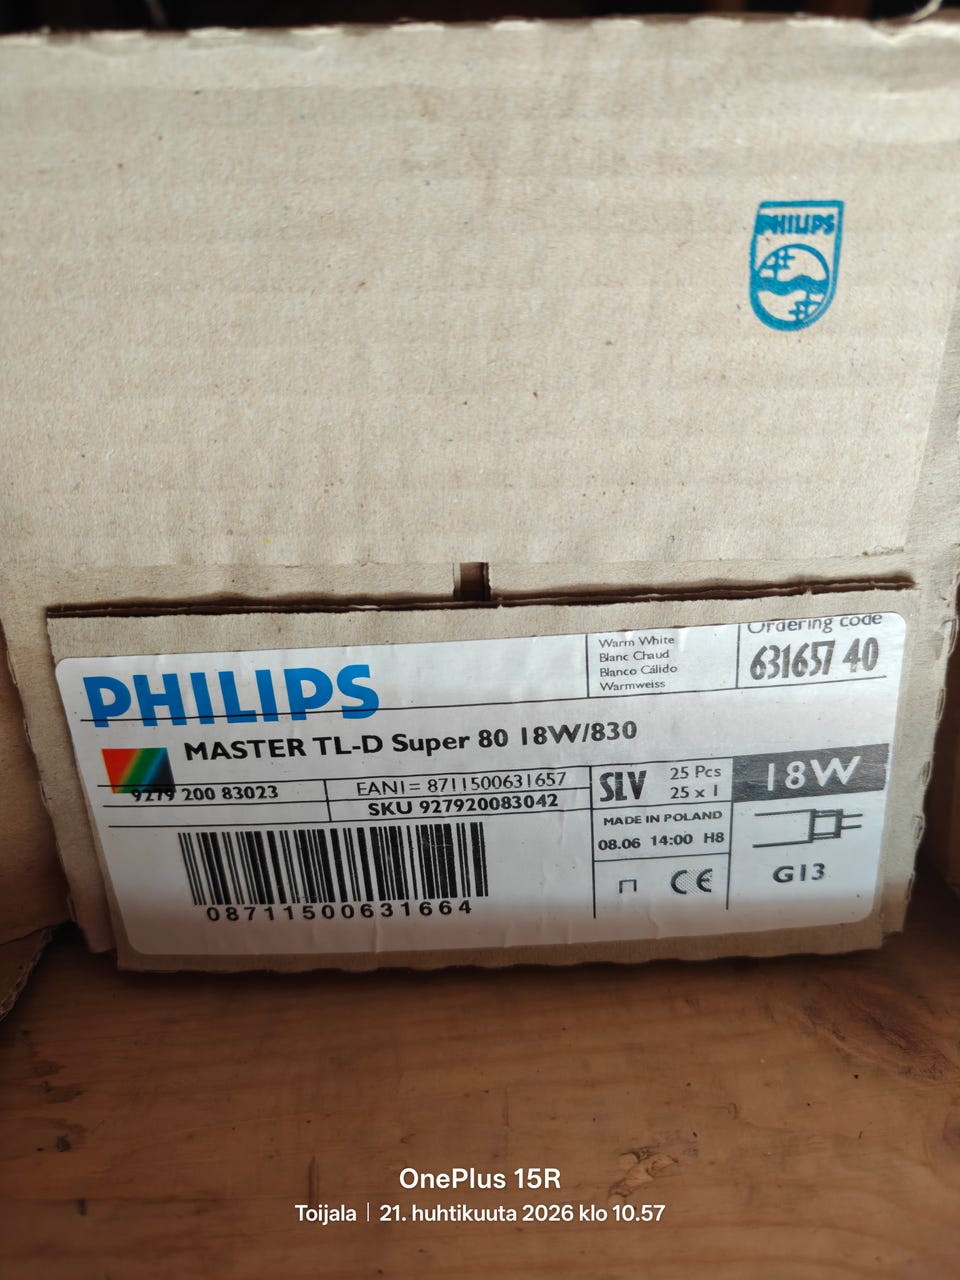 PHILIPS
Ordering code
631657 40
Warm White
Blanc Chaud
Blanco Cálido
Warmweiss
PHILIPS
MASTER TL-D Super 80 18W/830
9279 200 83023
EAN1= 8711500631657
SKU 927920083042
SLV
25 Pcs
25 x 1
18W
MADE IN POLAND
08.06 14:00 H8
CE
G13
08711500631664
OnePlus 15R
Toijala | 21. huhtikuuta 2026 klo 10.57